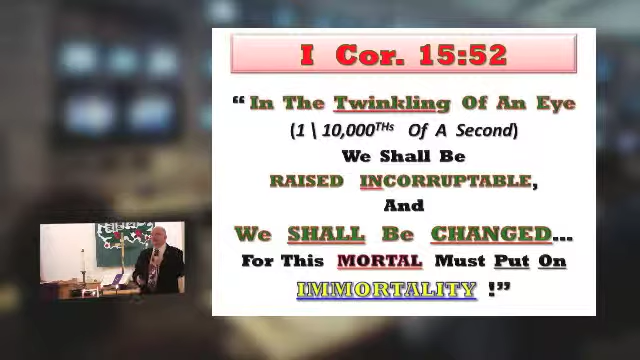 I Cor. 15:52
“ In The Twinkling Of An Eye
(1 \ 10,000THs Of A Second)
We Shall Be
RAISED INCORRUPTABLE,
And
We SHALL Be CHANGED...
For This MORTAL Must Put On
IMMORTALITY !”